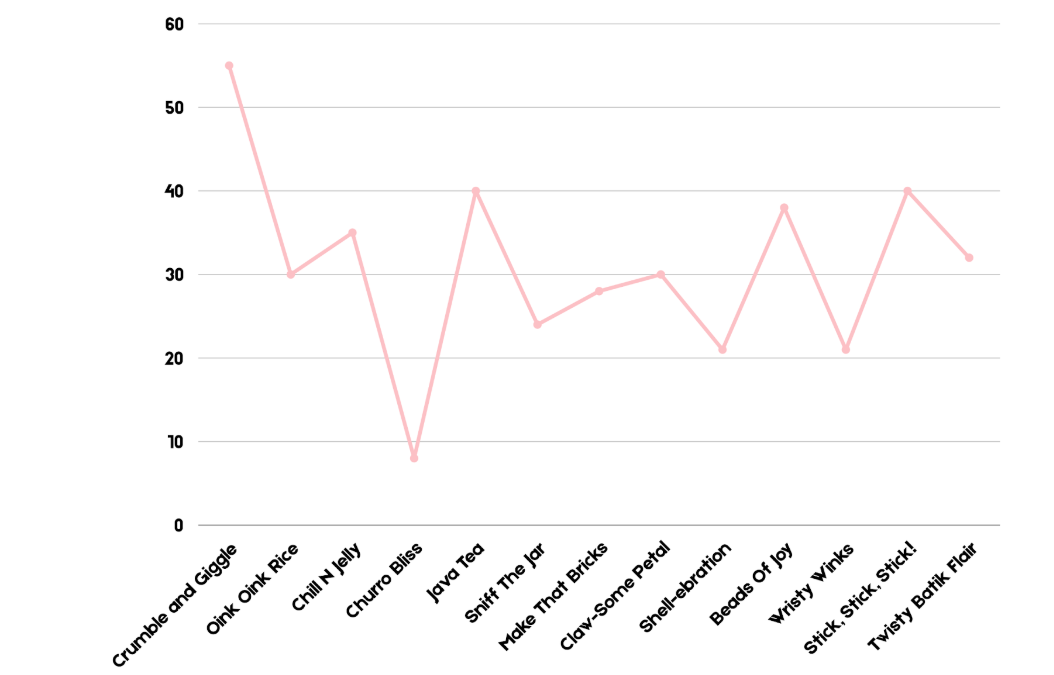 60
50
40
30
20
10
0
Crumble and Giggle
Oink Oink Rice
Chill N Jelly
Churro Bliss
Java Tea
Sniff The Jar
Make That Bricks
Claw-Some Petal
Shell-ebration
Beads Of Joy
Wristy Winks
Stick, Stick, Stick!
Twisty Batik Flair